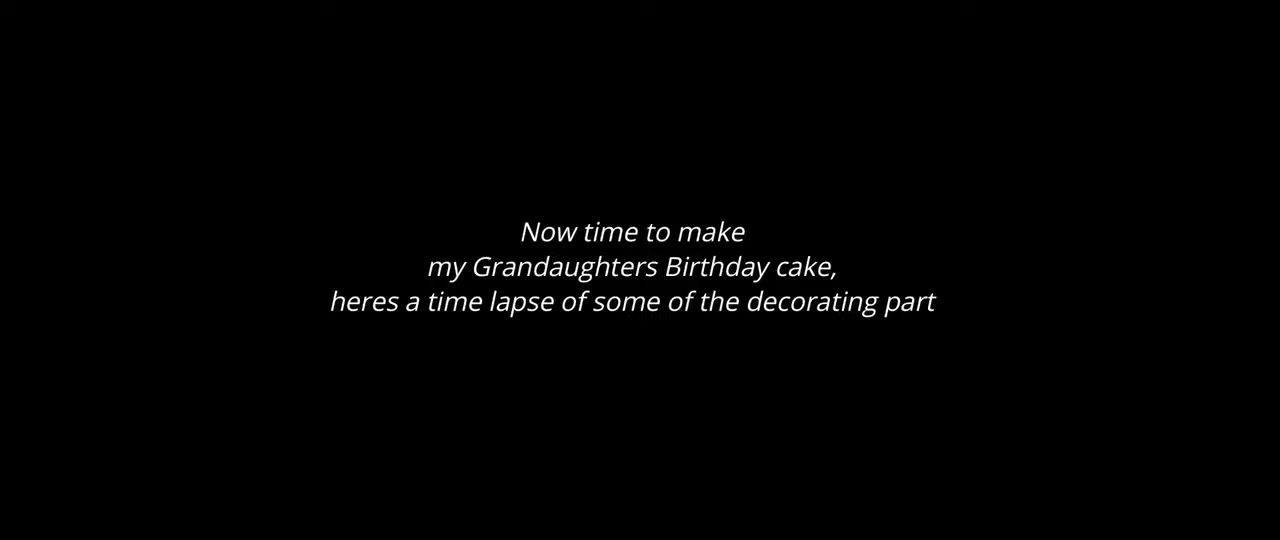 Now time to make
my Grandaughters Birthday cake,
heres a time lapse of some of the decorating part